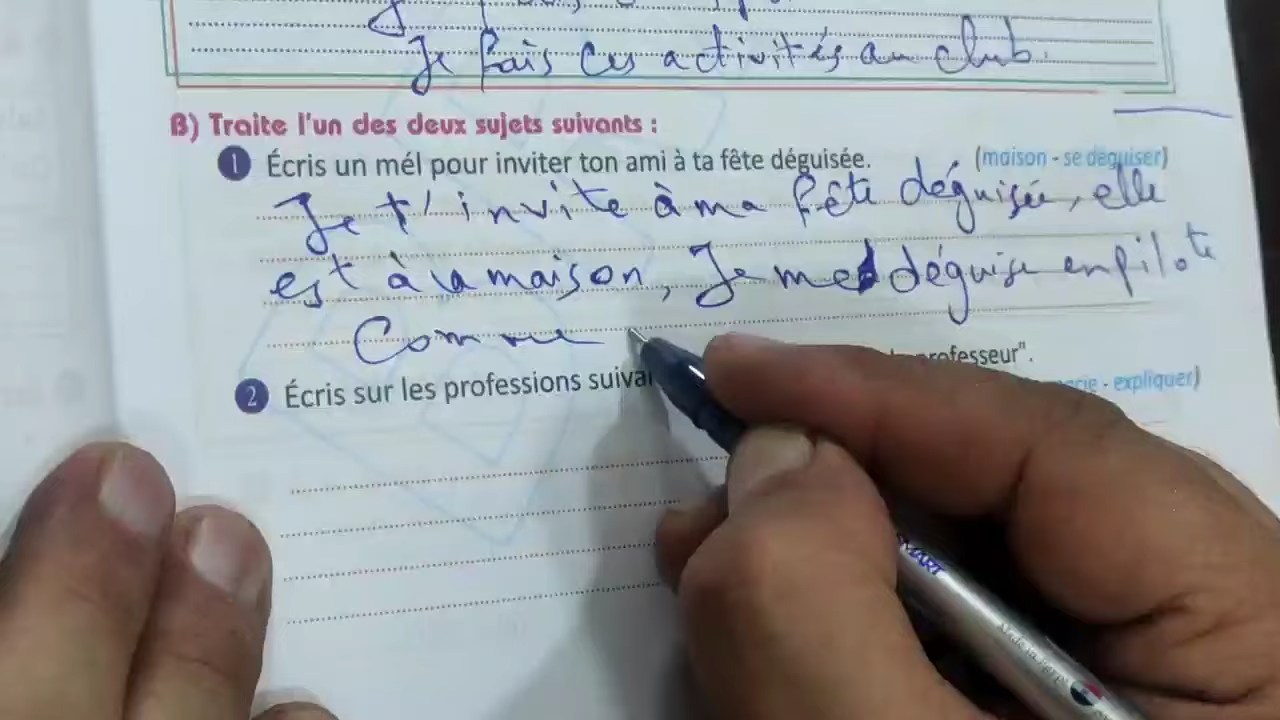 Je fais ces activités au club.
B) Traite l'un des deux sujets suivants :
1 Écris un mél pour inviter ton ami à ta fête déguisée. (maison - se déguiser)
Je t'invite à ma fête déguisée, elle
est à la maison, Je me déguise en pilote
Comme
2 Écris sur les professions professeur".
- expliquer)